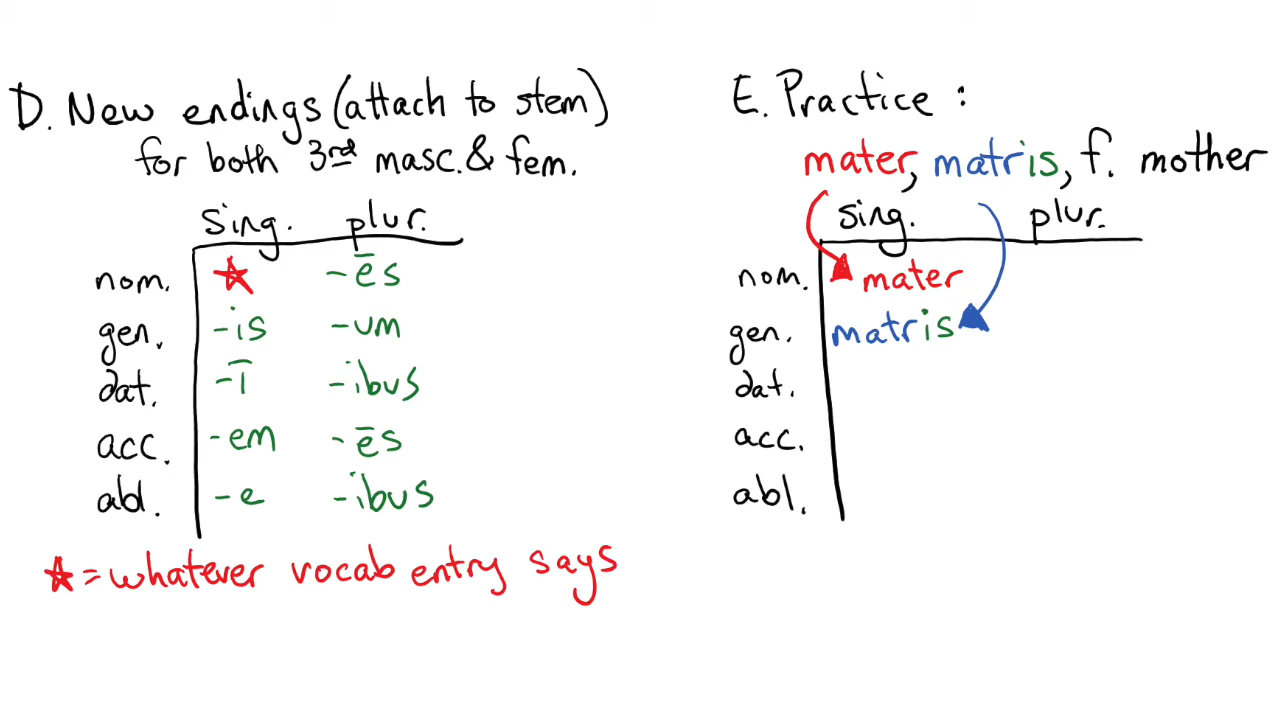 D. New endings (attach to stem)
for both 3rd masc. & fem.
sing. plur.
nom. ★ -ēs
gen. -is -um
dat. -ī -ibus
acc. -em -ēs
abl. -e -ibus
★ = whatever vocab entry says
E. Practice :
mater, matris, f. mother
sing. plur.
nom. mater
gen. matris
dat.
acc.
abl.